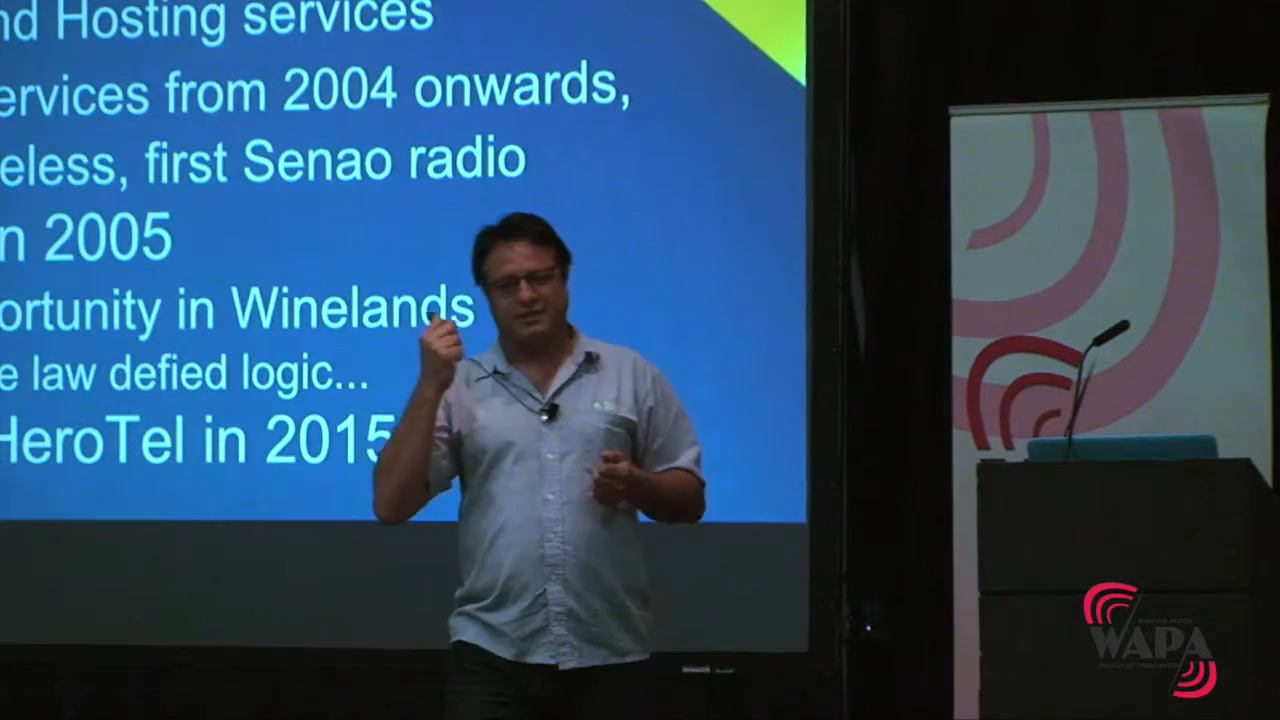 nd Hosting services
ervices from 2004 onwards,
eless, first Senao radio
n in 2005
ortunity in Winelands
e law defied logic...
HeroTel in 2015
WAPA